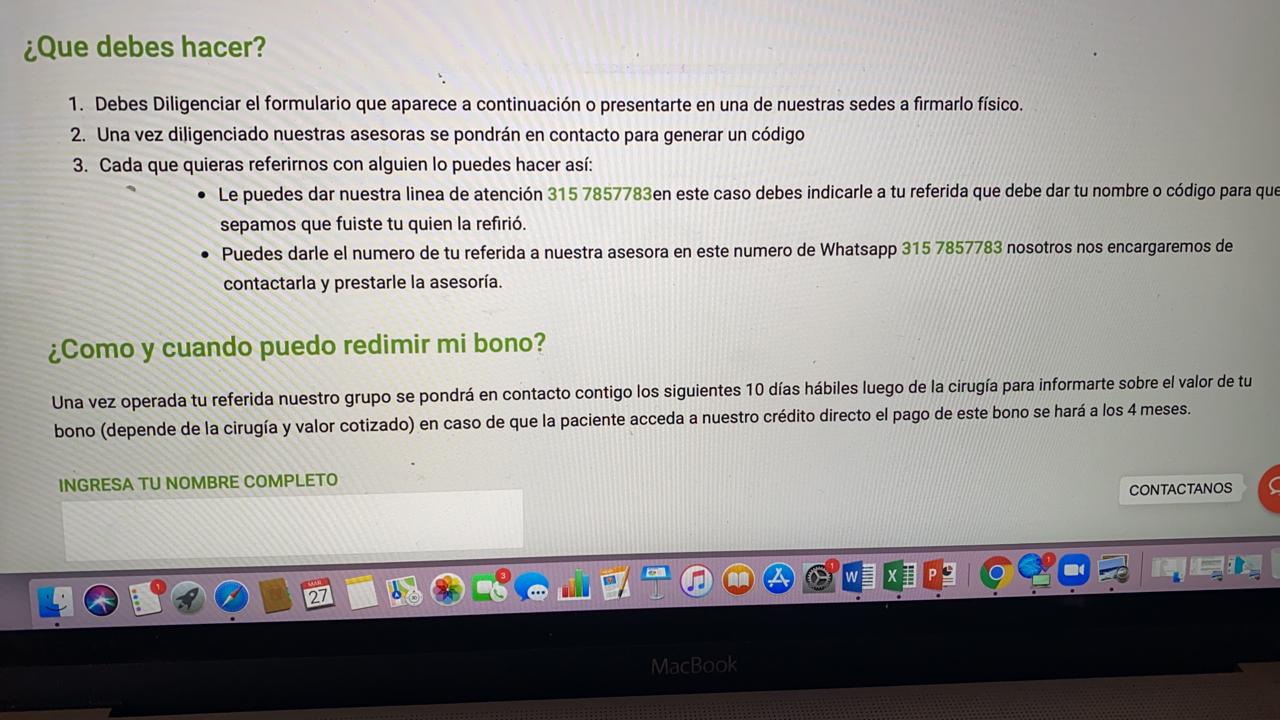 ¿Que debes hacer?
1. Debes Diligenciar el formulario que aparece a continuación o presentarte en una de nuestras sedes a firmarlo físico.
2. Una vez diligenciado nuestras asesoras se pondrán en contacto para generar un código
3. Cada que quieras referirnos con alguien lo puedes hacer así:
• Le puedes dar nuestra linea de atención 315 7857783en este caso debes indicarle a tu referida que debe dar tu nombre o código para que
sepamos que fuiste tu quien la refirió.
• Puedes darle el numero de tu referida a nuestra asesora en este numero de Whatsapp 315 7857783 nosotros nos encargaremos de
contactarla y prestarle la asesoría.
¿Como y cuando puedo redimir mi bono?
Una vez operada tu referida nuestro grupo se pondrá en contacto contigo los siguientes 10 días hábiles luego de la cirugía para informarte sobre el valor de tu
bono (depende de la cirugía y valor cotizado) en caso de que la paciente acceda a nuestro crédito directo el pago de este bono se hará a los 4 meses.
INGRESA TU NOMBRE COMPLETO
CONTACTANOS
1
MAR
27
3
1
W
X
P
1
MacBook